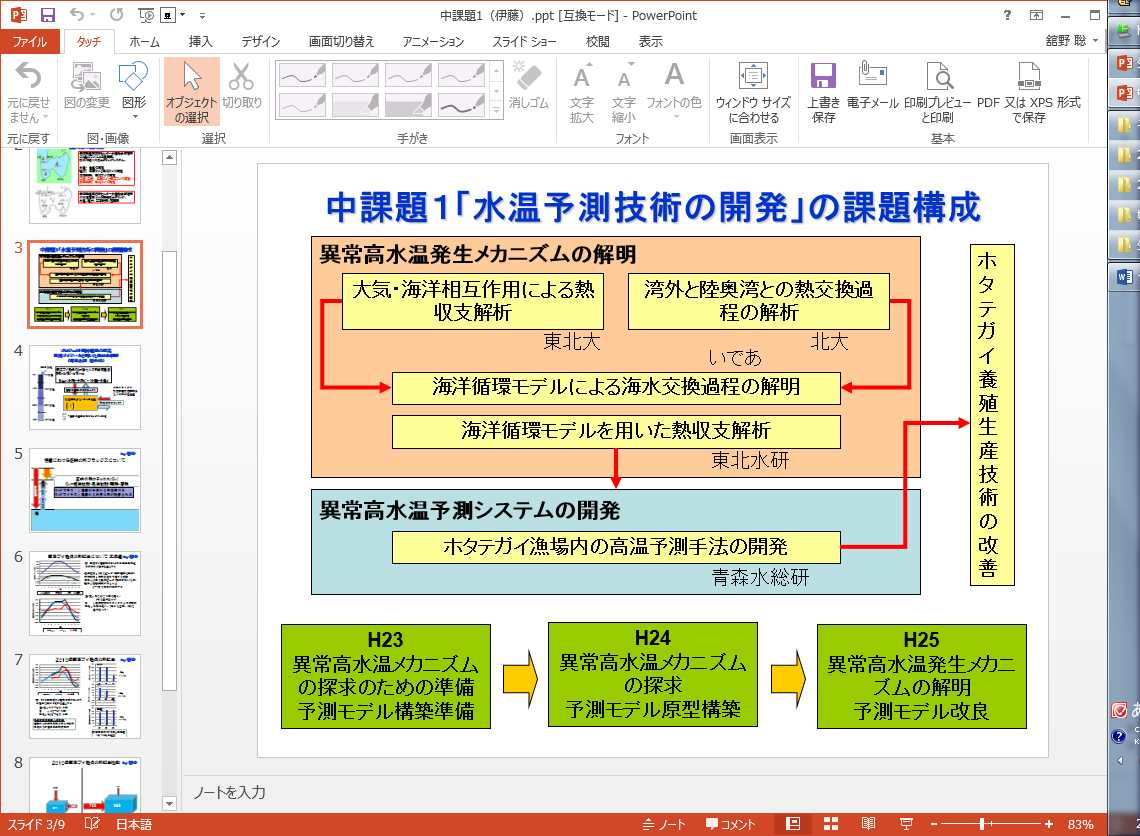 中課題1（伊藤）.ppt [互換モード] - PowerPoint
ファイル タッチ ホーム 挿入 デザイン 画面切り替え アニメーション スライド ショー 校閲 表示
舘野 聡
元に戻せません
図の変更
図形
オブジェクトの選択
切り取り
消しゴム
文字拡大
文字縮小
フォントの色
ウィンドウ サイズに合わせる
上書き保存
電子メール
印刷プレビューと印刷
PDF 又は XPS 形式で保存
元に戻す 図・画像 選択 手がき フォント 画面表示 基本
3
4
5
6
7
8
中課題1「水温予測技術の開発」の課題構成
異常高水温発生メカニズムの解明
大気・海洋相互作用による熱
収支解析
東北大
湾外と陸奥湾との熱交換過
程の解析
北大
いであ
海洋循環モデルによる海水交換過程の解明
海洋循環モデルを用いた熱収支解析
東北水研
異常高水温予測システムの開発
ホタテガイ漁場内の高温予測手法の開発
青森水総研
ホタテガイ養殖生産技術の改善
H23
異常高水温メカニズム
の探求のための準備
予測モデル構築準備
H24
異常高水温メカニズム
の探求
予測モデル原型構築
H25
異常高水温発生メカニ
ズムの解明
予測モデル改良
ノートを入力
スライド 3/9 日本語 ノート コメント 83%